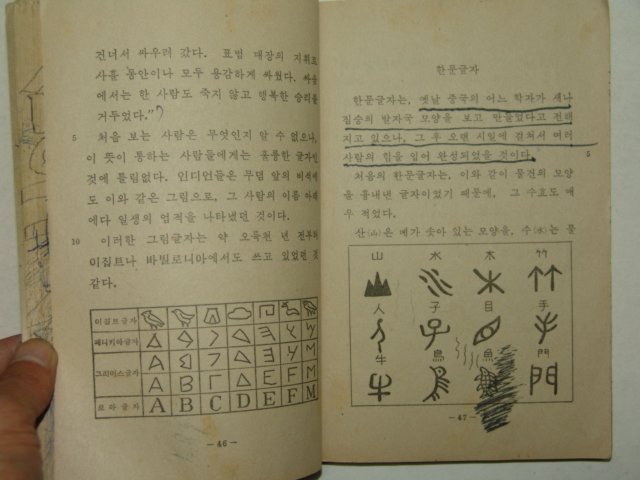 건너서 싸우러 갔다. 표범 대장의 지휘로
사흘 동안이나 모두 용감하게 싸웠다. 싸움
에서는 한 사람도 죽지 않고 행복한 승리를
거두었다."
5 처음 보는 사람은 무엇인지 알 수 없으나,
이 뜻이 통하는 사람들에게는 훌륭한 글자인
것에 틀림없다. 인디언들은 무덤 앞의 비석에
도 이와 같은 그림으로, 그 사람의 이름 아래
에다 일생의 업적을 나타냈던 것이다.
10 이러한 그림글자는 약 오륙천 년 전부터
이집트나 바빌로니아에서도 쓰고 있었던 것
같다.
이집트글자
페니키아글자
그리이스글자
로마글자 A B C D E F M
— 46 —
한문글자
한문글자는, 옛날 중국의 어느 학자가 새나
짐승의 발자국 모양을 보고 만들었다고 전해
지고 있으나, 그 후 오랜 시일에 걸쳐서 여러
사람의 힘을 입어 완성되었을 것이다. 5
처음의 한문글자는, 이와 같이 물건의 모양
을 흉내낸 글자이었기 때문에, 그 수효도 매
우 적었다.
산(山)은 메가 솟아 있는 모양을, 수(水)는 물
山 水 木 竹
人 子 目 手
牛 鳥 魚 門
— 47 —